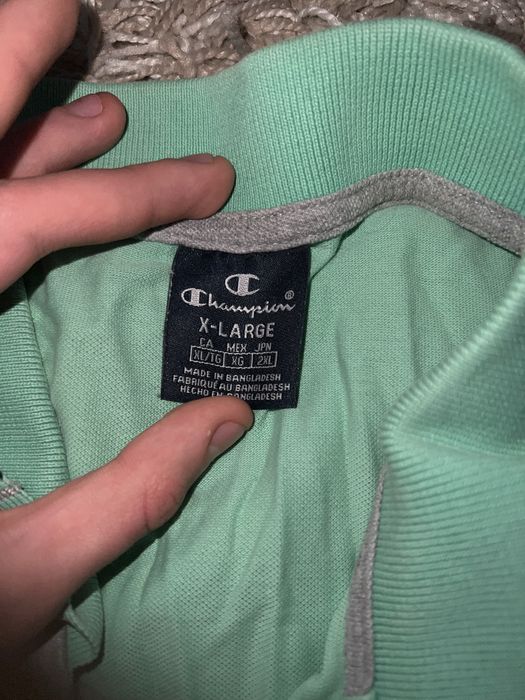 Champion®
X-LARGE
CA MEX JPN
XL/TG XG 2XL
MADE IN BANGLADESH
FABRIQUÉ AU BANGLADESH
HECHO EN BANGLADESH